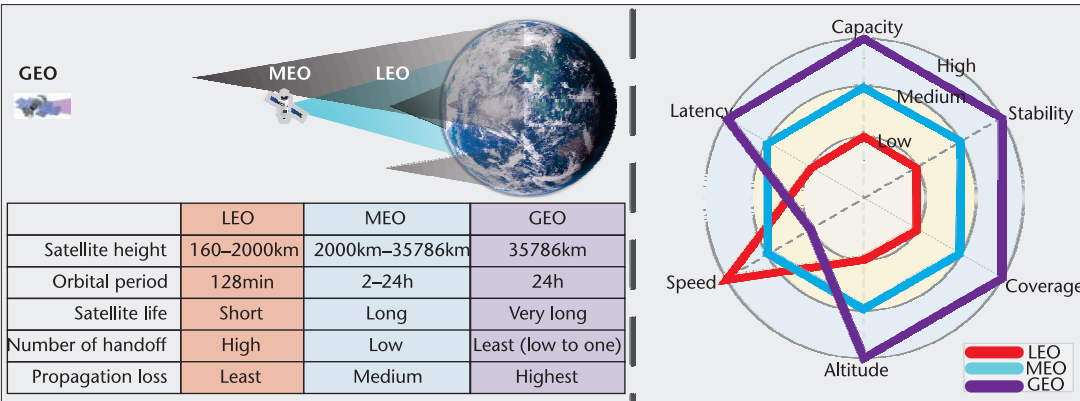 GEO
MEO
LEO
LEO MEO GEO
Satellite height 160–2000km 2000km–35786km 35786km
Orbital period 128min 2–24h 24h
Satellite life Short Long Very long
Number of handoff High Low Least (low to one)
Propagation loss Least Medium Highest
Capacity
High
Medium
Latency
Stability
Low
Speed
Coverage
Altitude
LEO
MEO
GEO